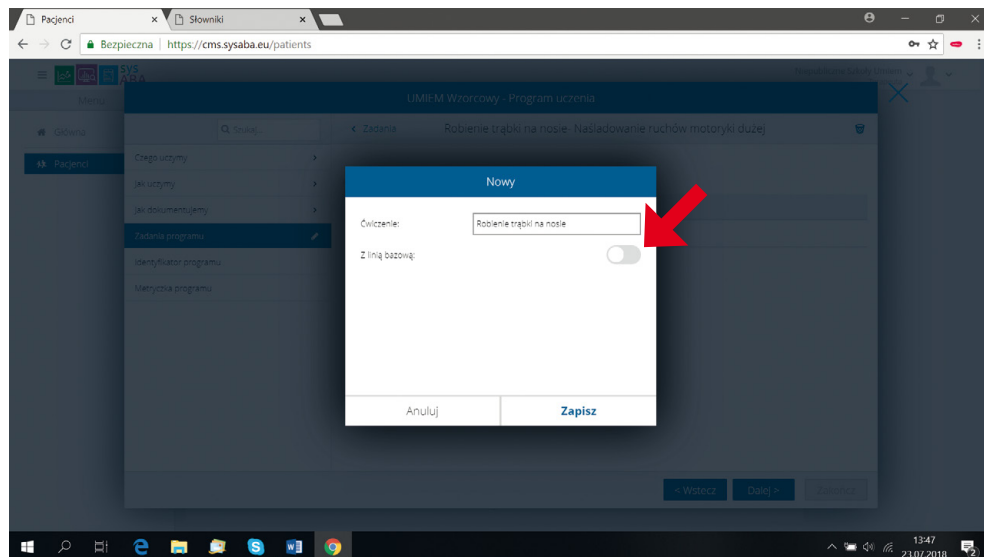 Pacjenci
Słowniki
Bezpieczna | https://cms.sysaba.eu/patients
SYS
ABA
Menu
UMIEM Wzorcowy - Program uczenia
Główna
Szukaj...
< Zadania
Robienie trąbki na nosie- Naśladowanie ruchów motoryki dużej
Pacjenci
Czego uczymy
Jak uczymy
Jak dokumentujemy
Zadania programu
Identyfikator programu
Metryczka programu
Nowy
Ćwiczenie:
Robienie trąbki na nosie
Z linią bazową:
Anuluj
Zapisz
< Wstecz
Dalej >
Zakończ
13:47
23.07.2018